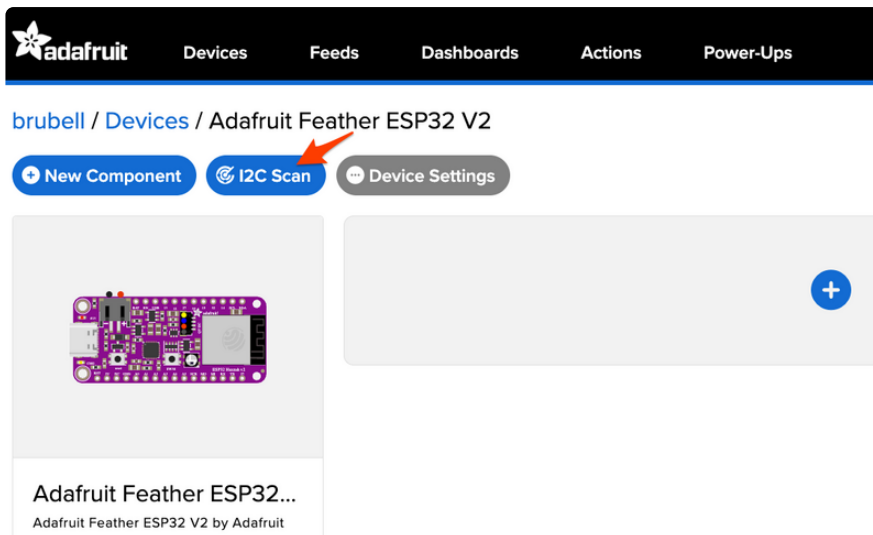 adafruit Devices Feeds Dashboards Actions Power-Ups
brubell / Devices / Adafruit Feather ESP32 V2
New Component I2C Scan Device Settings
Adafruit Feather ESP32...
Adafruit Feather ESP32 V2 by Adafruit